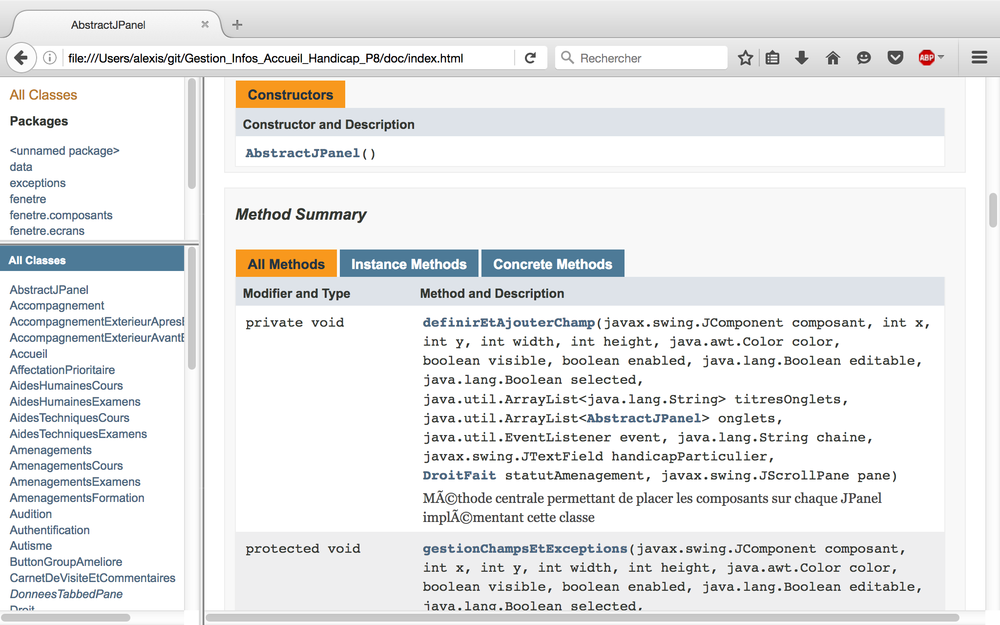 AbstractJPanel
file:///Users/alexis/git/Gestion_Infos_Accueil_Handicap_P8/doc/index.html
Rechercher
ABP
All Classes
Packages
<unnamed package>
data
exceptions
fenetre
fenetre.composants
fenetre.ecrans
All Classes
AbstractJPanel
Accompagnement
AccompagnementExterieurApresE
AccompagnementExterieurAvantE
Accueil
AffectationPrioritaire
AidesHumainesCours
AidesHumainesExamens
AidesTechniquesCours
AidesTechniquesExamens
Amenagements
AmenagementsCours
AmenagementsExamens
AmenagementsFormation
Audition
Authentification
Autisme
ButtonGroupAmeliore
CarnetDeVisiteEtCommentaires
DonneesTabbedPane
Droit
Constructors
Constructor and Description
AbstractJPanel()
Method Summary
All Methods Instance Methods Concrete Methods
Modifier and Type Method and Description
private void definirEtAjouterChamp(javax.swing.JComponent composant, int x,
int y, int width, int height, java.awt.Color color,
boolean visible, boolean enabled, java.lang.Boolean editable,
java.lang.Boolean selected,
java.util.ArrayList<java.lang.String> titresOnglets,
java.util.ArrayList<AbstractJPanel> onglets,
java.util.EventListener event, java.lang.String chaine,
javax.swing.JTextField handicapParticulier,
DroitFait statutAmenagement, javax.swing.JScrollPane pane)
MÃ©thode centrale permettant de placer les composants sur chaque JPanel
implÃ©mentant cette classe
protected void gestionChampsEtExceptions(javax.swing.JComponent composant,
int x, int y, int width, int height, java.awt.Color color,
boolean visible, boolean enabled, java.lang.Boolean editable,
java.lang.Boolean selected,